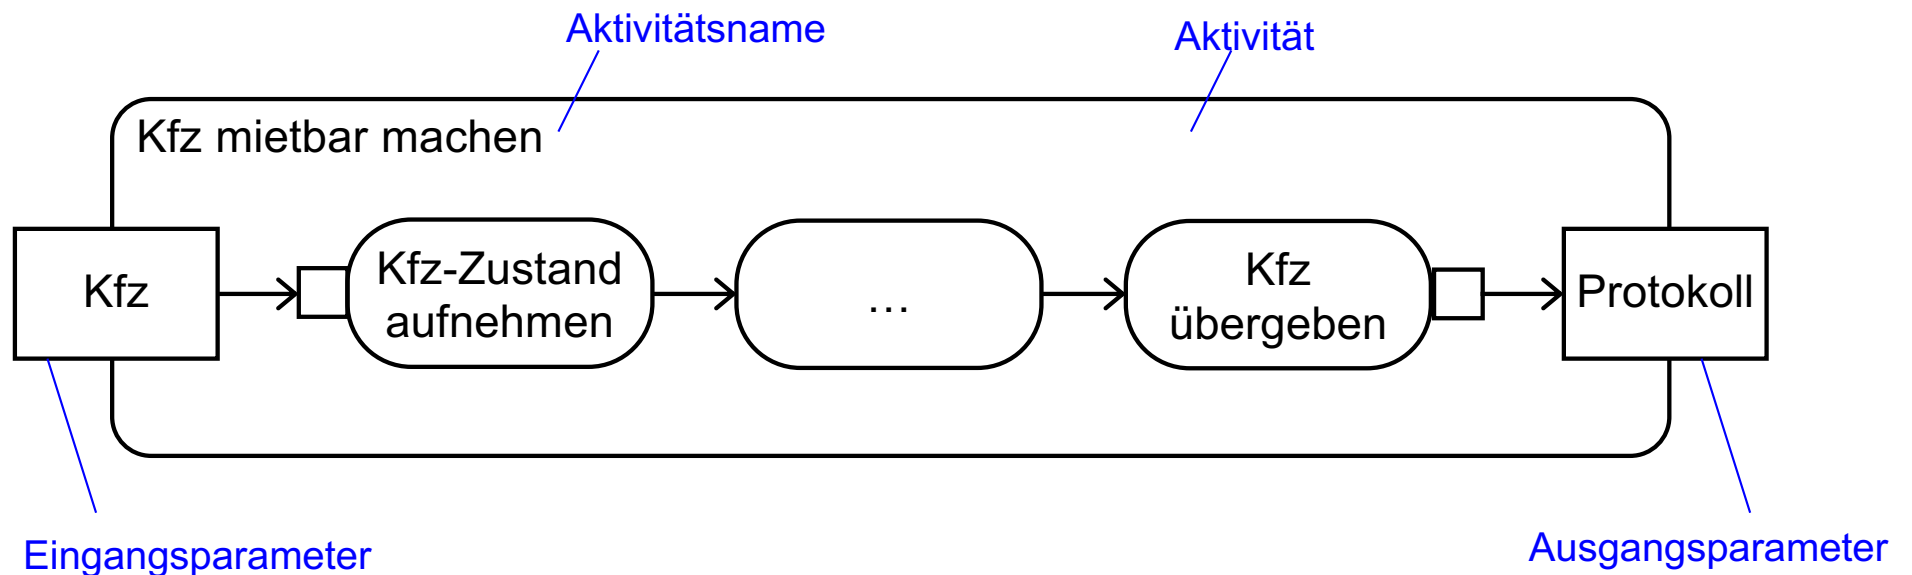 Aktivitätsname
Aktivität
Kfz mietbar machen
Kfz
Kfz-Zustand
aufnehmen
...
Kfz
übergeben
Protokoll
Eingangsparameter
Ausgangsparameter